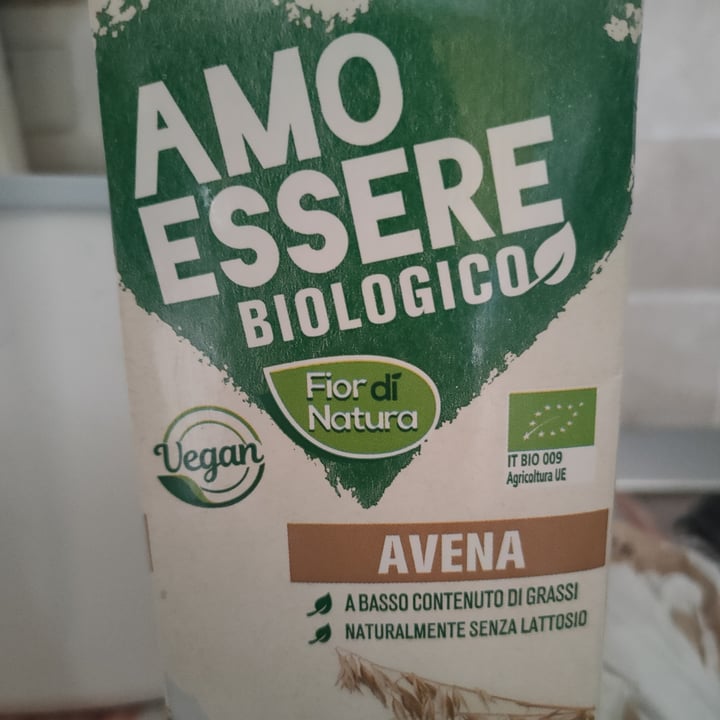 AMO
ESSERE
BIOLOGICO
Fior di
Natura
Vegan
IT BIO 009
Agricoltura UE
AVENA
A BASSO CONTENUTO DI GRASSI
NATURALMENTE SENZA LATTOSIO